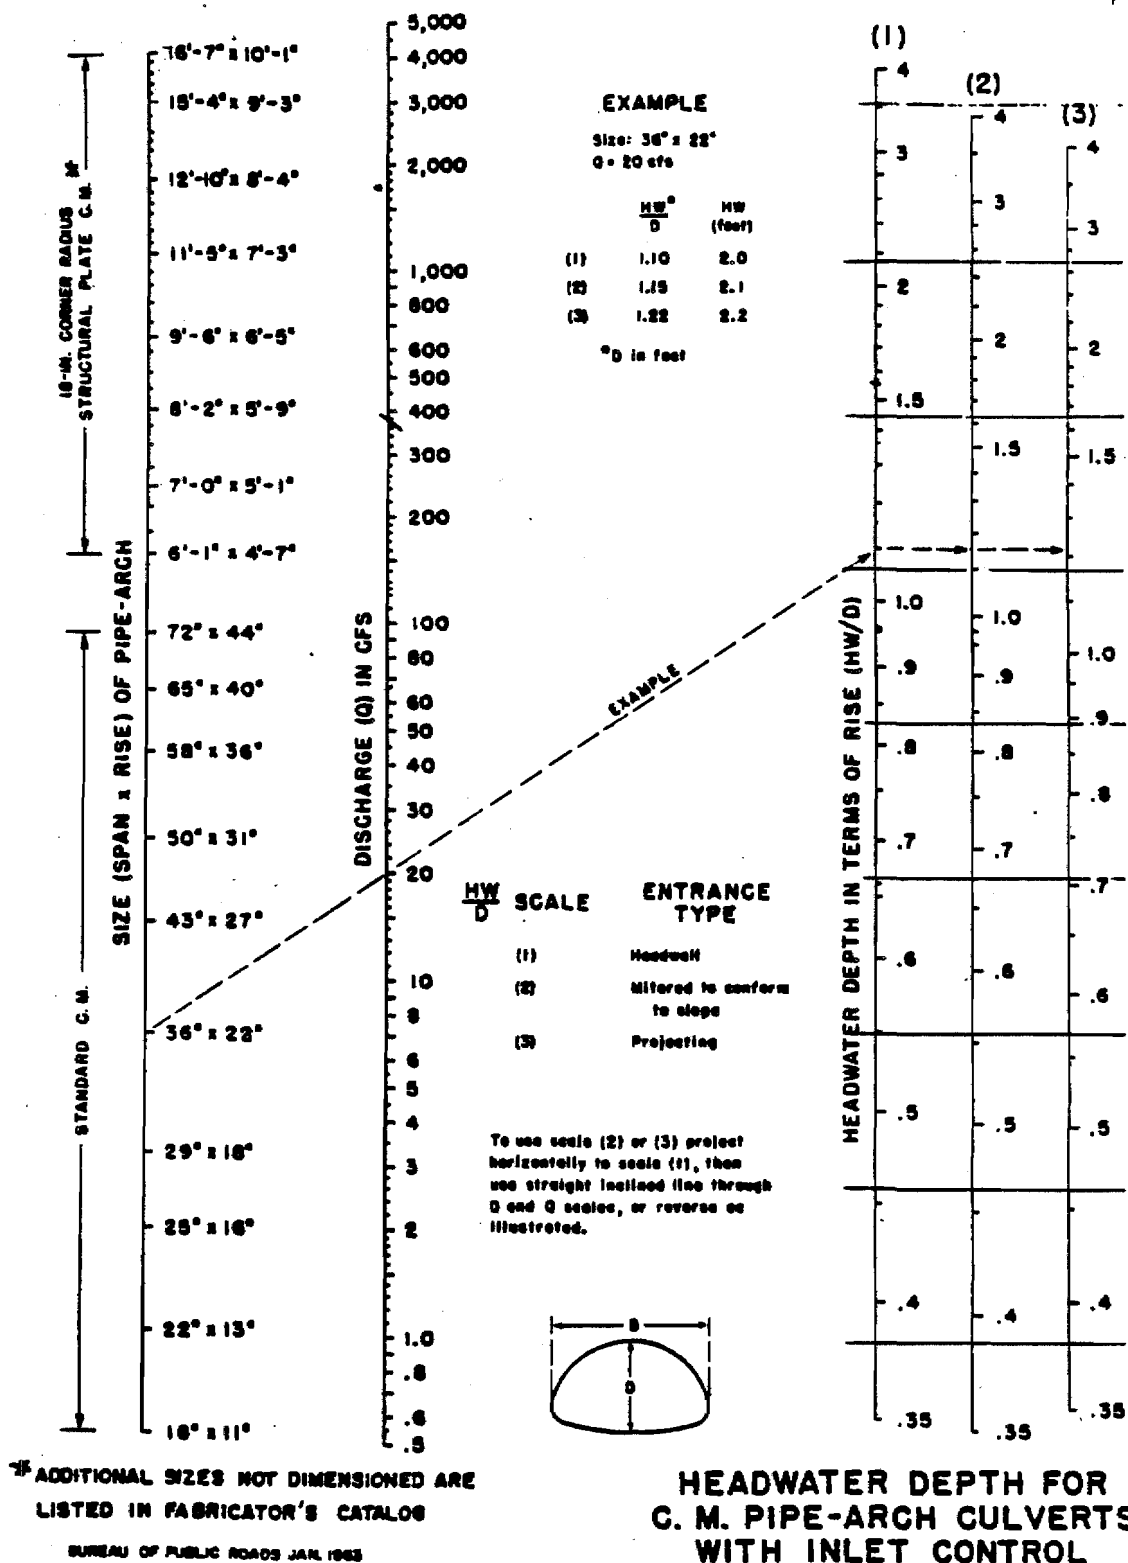 16'-7" x 10'-1"
15'-4" x 9'-3"
12'-10" x 8'-4"
11'-5" x 7'-3"
9'-6" x 6'-5"
8'-2" x 5'-9"
7'-0" x 5'-1"
6'-1" x 4'-7"
72" x 44"
65" x 40"
58" x 36"
50" x 31"
43" x 27"
36" x 22"
29" x 18"
25" x 16"
22" x 13"
18" x 11"
18-IN. CORNER RADIUS
STRUCTURAL PLATE C.M. *
STANDARD C.M.
SIZE (SPAN x RISE) OF PIPE-ARCH
5,000
4,000
3,000
2,000
1,000
800
600
500
400
300
200
100
80
60
50
40
30
20
10
8
6
5
4
3
2
1.0
.8
.6
.5
DISCHARGE (Q) IN CFS
EXAMPLE
Size: 36" x 22"
Q = 20 cfs
HW* HW
D (feet)
(1) 1.10 2.0
(2) 1.15 2.1
(3) 1.22 2.2
*D in feet
EXAMPLE
HW SCALE ENTRANCE
D TYPE
(1) Headwall
(2) Mitered to conform
to slope
(3) Projecting
To use scale (2) or (3) project
horizontally to scale (1), then
use straight inclined line through
D and Q scales, or reverse as
illustrated.
B
D
HEADWATER DEPTH IN TERMS OF RISE (HW/D)
(1)
4
3
2
1.5
1.0
.9
.8
.7
.6
.5
.4
.35
(2)
4
3
2
1.5
1.0
.9
.8
.7
.6
.5
.4
.35
(3)
4
3
2
1.5
1.0
.9
.8
.7
.6
.5
.4
.35
* ADDITIONAL SIZES NOT DIMENSIONED ARE
LISTED IN FABRICATOR'S CATALOG
BUREAU OF PUBLIC ROADS JAN. 1963
HEADWATER DEPTH FOR
C. M. PIPE-ARCH CULVERTS
WITH INLET CONTROL